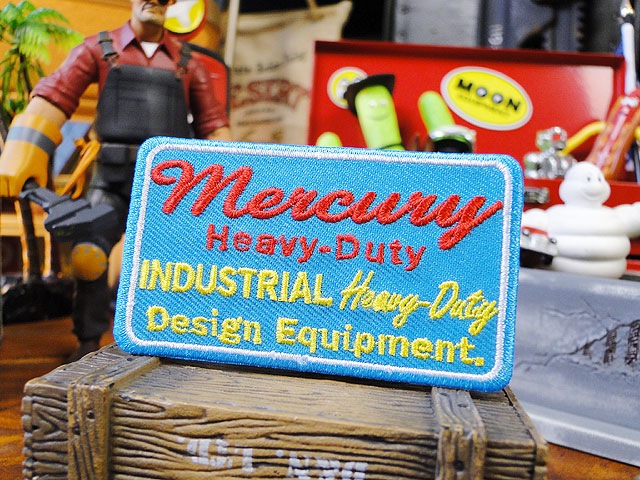 MOON
Mercury
Heavy-Duty
INDUSTRIAL Heavy-Duty
Design Equipment.